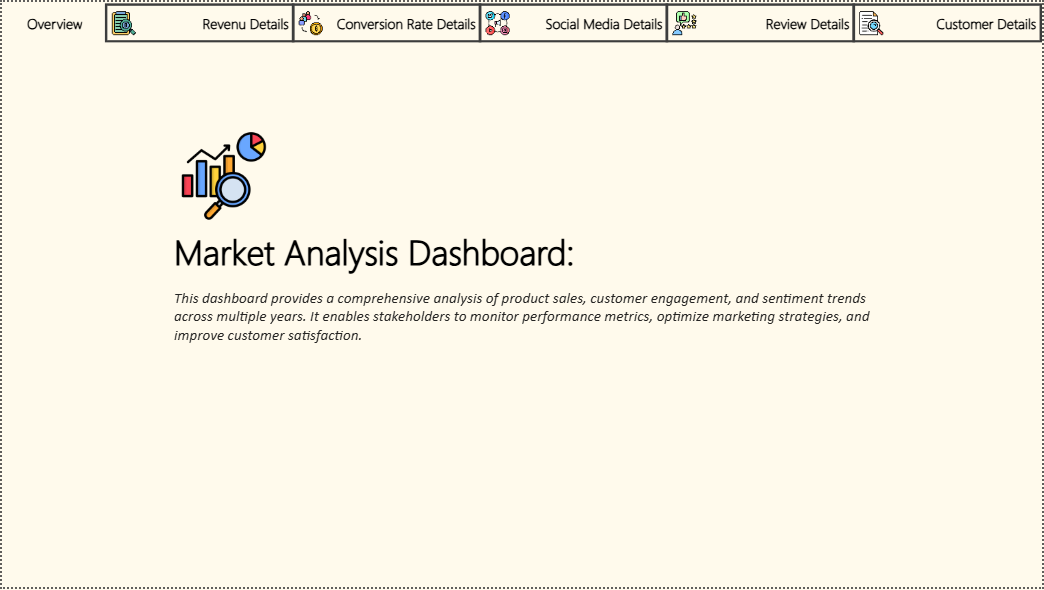 Overview
Revenu Details
Conversion Rate Details
Social Media Details
Review Details
Customer Details
Market Analysis Dashboard:
This dashboard provides a comprehensive analysis of product sales, customer engagement, and sentiment trends
across multiple years. It enables stakeholders to monitor performance metrics, optimize marketing strategies, and
improve customer satisfaction.